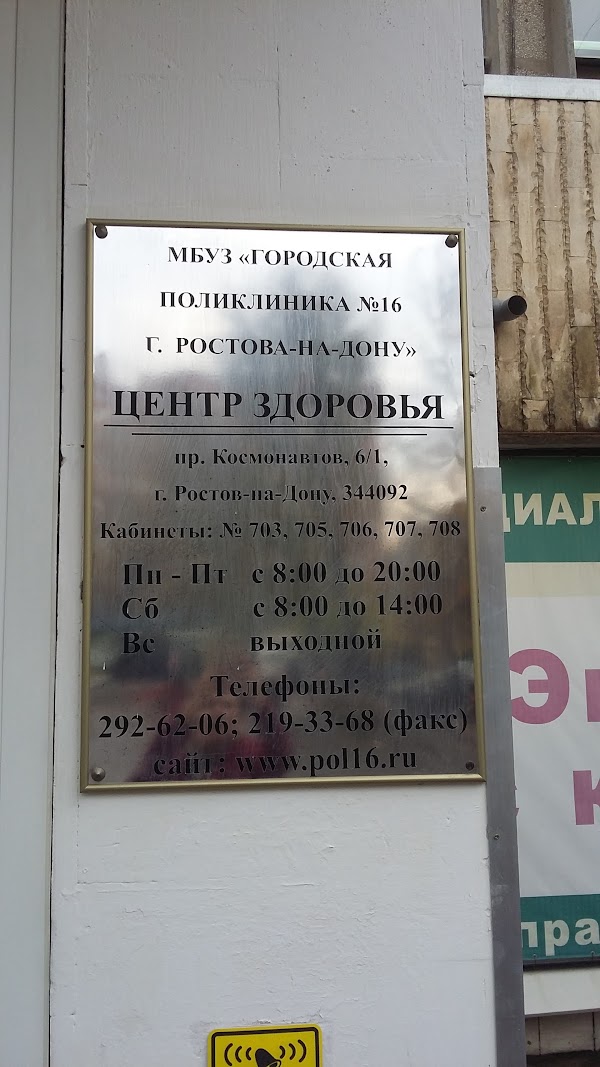 МБУЗ «ГОРОДСКАЯ
ПОЛИКЛИНИКА №16
Г. РОСТОВА-НА-ДОНУ»
ЦЕНТР ЗДОРОВЬЯ
пр. Космонавтов, 6/1,
г. Ростов-на-Дону, 344092
Кабинеты: № 703, 705, 706, 707, 708
Пн - Пт с 8:00 до 20:00
Сб с 8:00 до 14:00
Вс выходной
Телефоны:
292-62-06; 219-33-68 (факс)
сайт: www.pol16.ru